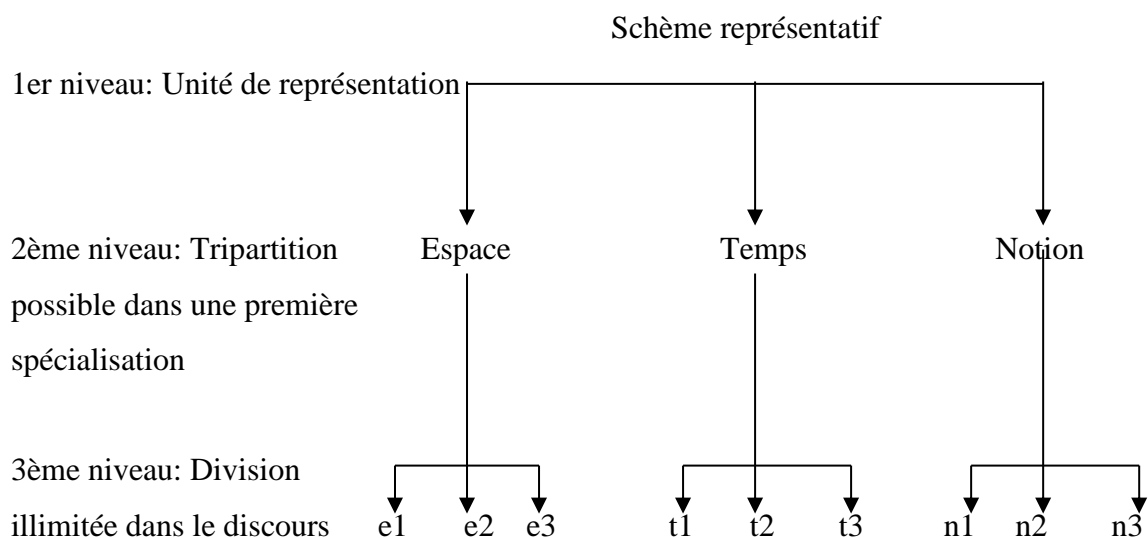 Schème représentatif
1er niveau: Unité de représentation
2ème niveau: Tripartition Espace Temps Notion
possible dans une première
spécialisation
3ème niveau: Division
illimitée dans le discours e1 e2 e3 t1 t2 t3 n1 n2 n3